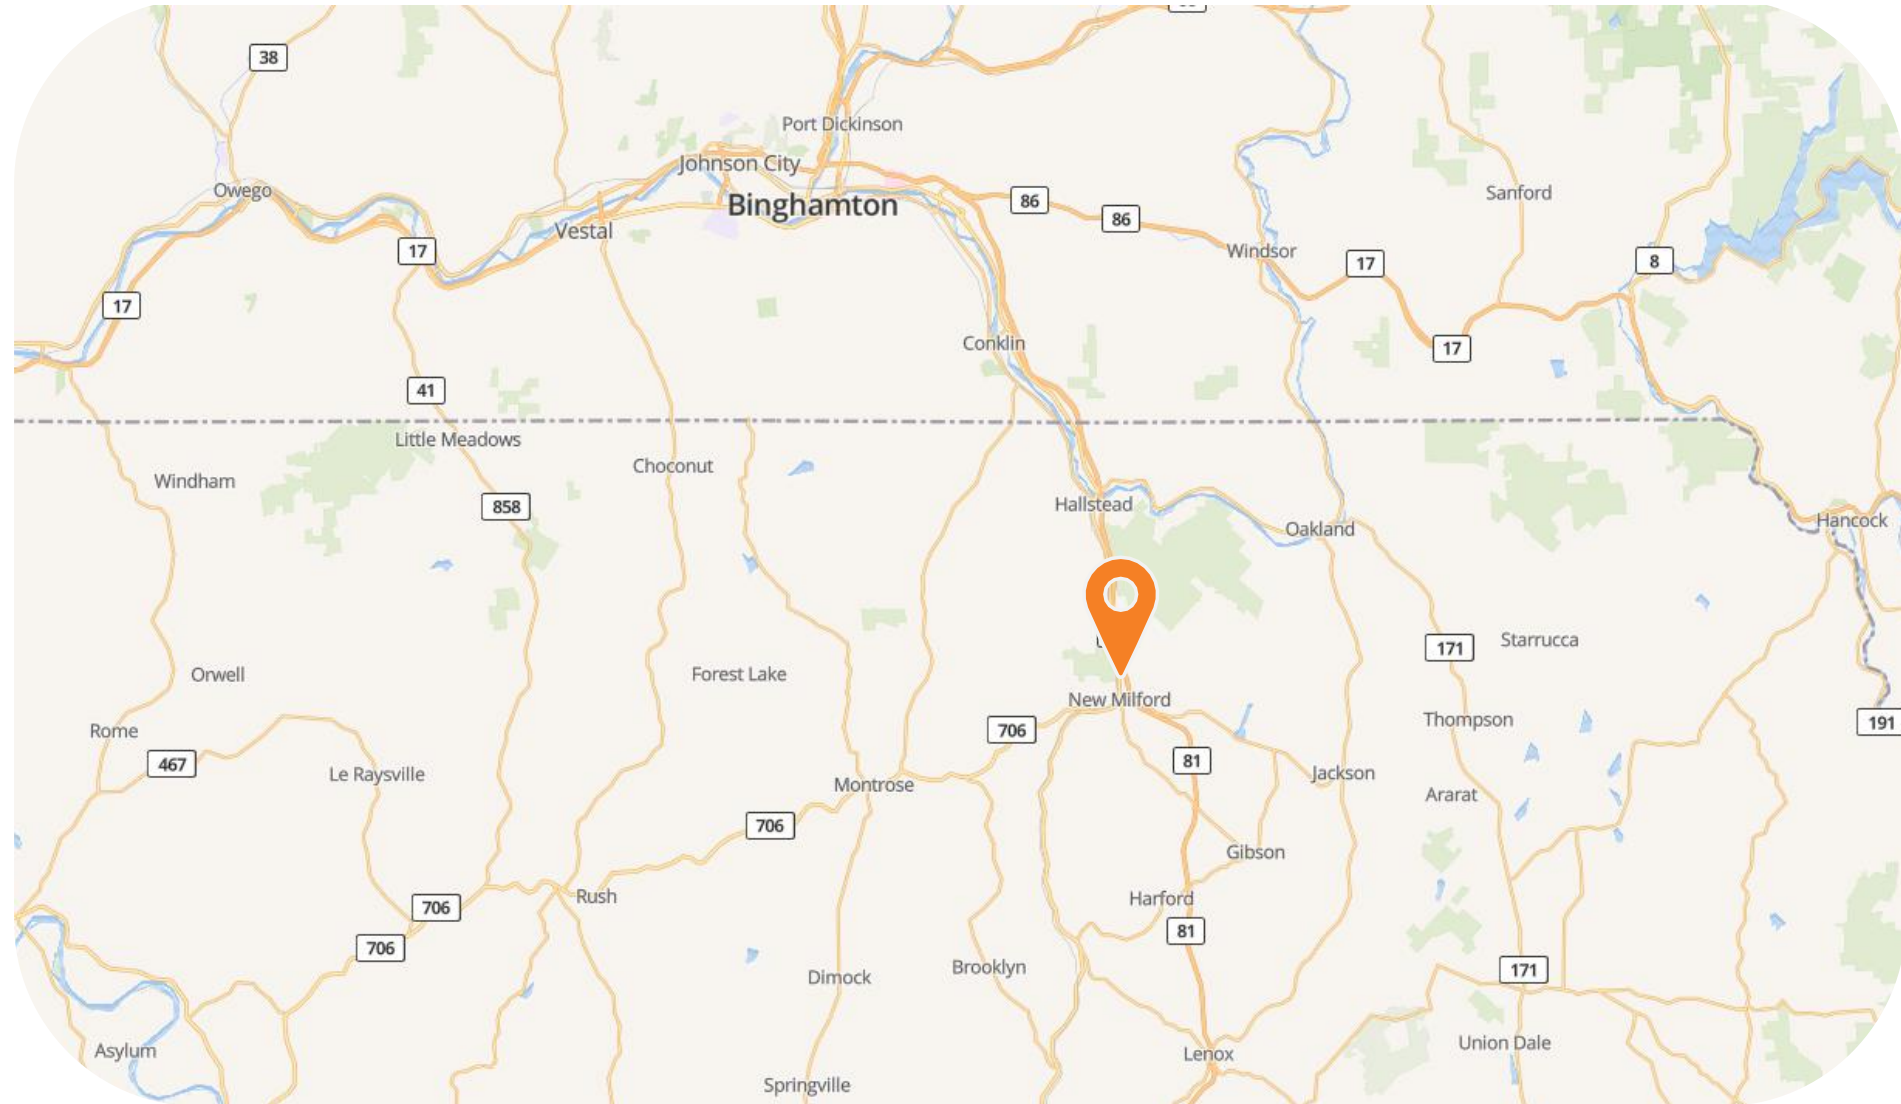 38
Port Dickinson
Johnson City
Owego
Binghamton
86
86
Sanford
Vestal
17
Windsor
17
8
17
Conklin
17
41
Little Meadows
Windham
Choconut
858
Hallstead
Oakland
Hancock
171
Starrucca
Orwell
Forest Lake
New Milford
Rome
706
Thompson
191
467
Le Raysville
81
Jackson
Montrose
Ararat
706
Gibson
Rush
Harford
706
81
706
Dimock
Brooklyn
171
Asylum
Lenox
Union Dale
Springville